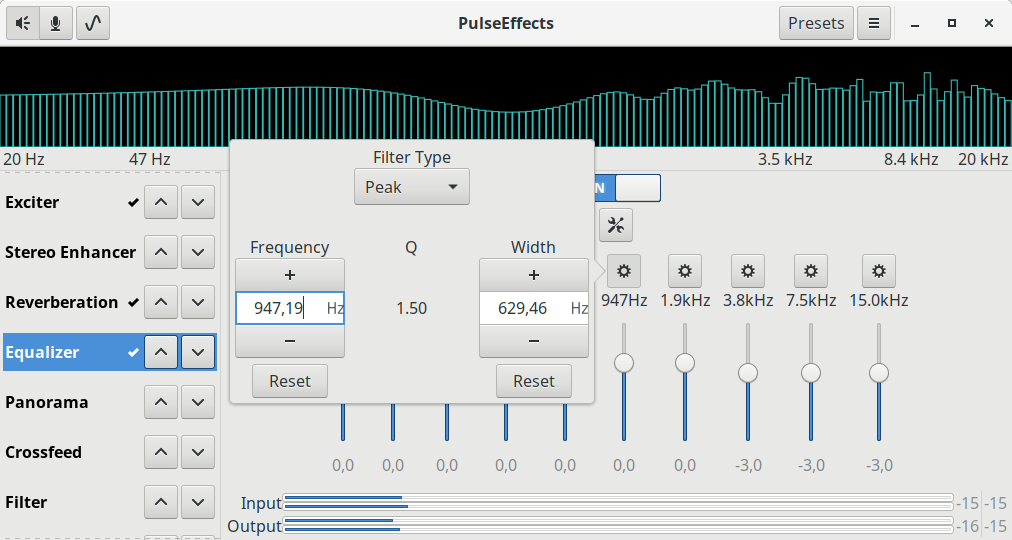 PulseEffects
Presets
20 Hz 47 Hz 3.5 kHz 8.4 kHz 20 kHz
Exciter
Stereo Enhancer
Reverberation
Equalizer
Panorama
Crossfeed
Filter
Filter Type
Peak
Frequency Q Width
+ +
947,19 Hz 1.50 629,46 Hz
− −
Reset Reset
N
947Hz 1.9kHz 3.8kHz 7.5kHz 15.0kHz
0,0 0,0 0,0 0,0 0,0 0,0 0,0 -3,0 -3,0 -3,0
Input -15 -15
Output -16 -15